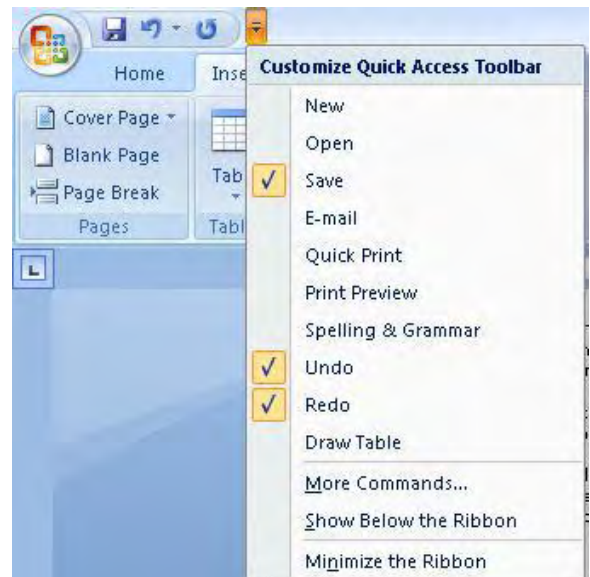 Home Inse
Cover Page
Blank Page
Page Break
Pages
Tab
Tabl
L
Customize Quick Access Toolbar
New
Open
Save
E-mail
Quick Print
Print Preview
Spelling & Grammar
Undo
Redo
Draw Table
More Commands...
Show Below the Ribbon
Minimize the Ribbon